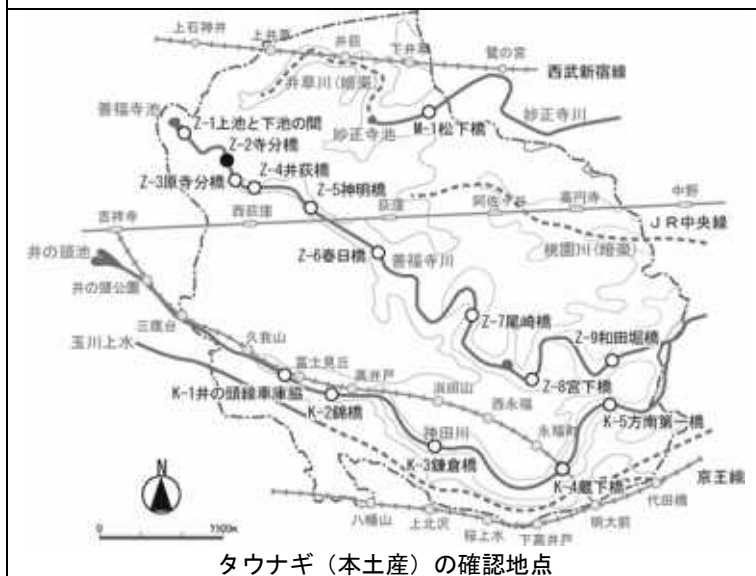 上石神井
上井草
井荻
下井草
鷺の宮
西武新宿線
井草川(暗渠)
妙正寺池
妙正寺川
M-1松下橋
善福寺池
Z-1上池と下池の間
Z-2寺分橋
Z-3原寺分橋
Z-4井荻橋
Z-5神明橋
吉祥寺
西荻窪
荻窪
阿佐ヶ谷
高円寺
中野
JR中央線
桃園川(暗渠)
井の頭池
井の頭公園
Z-6春日橋
善福寺川
Z-7尾崎橋
三鷹台
玉川上水
久我山
富士見丘
高井戸
浜田山
西永福
永福町
Z-9和田堀橋
Z-8宮下橋
K-1井の頭線車庫脇
K-2錦橋
神田川
K-3鎌倉橋
K-5方南第一橋
K-4蔵下橋
京王線
代田橋
明大前
下高井戸
桜上水
上北沢
八幡山
N
0
1100m
タウナギ(本土産)の確認地点